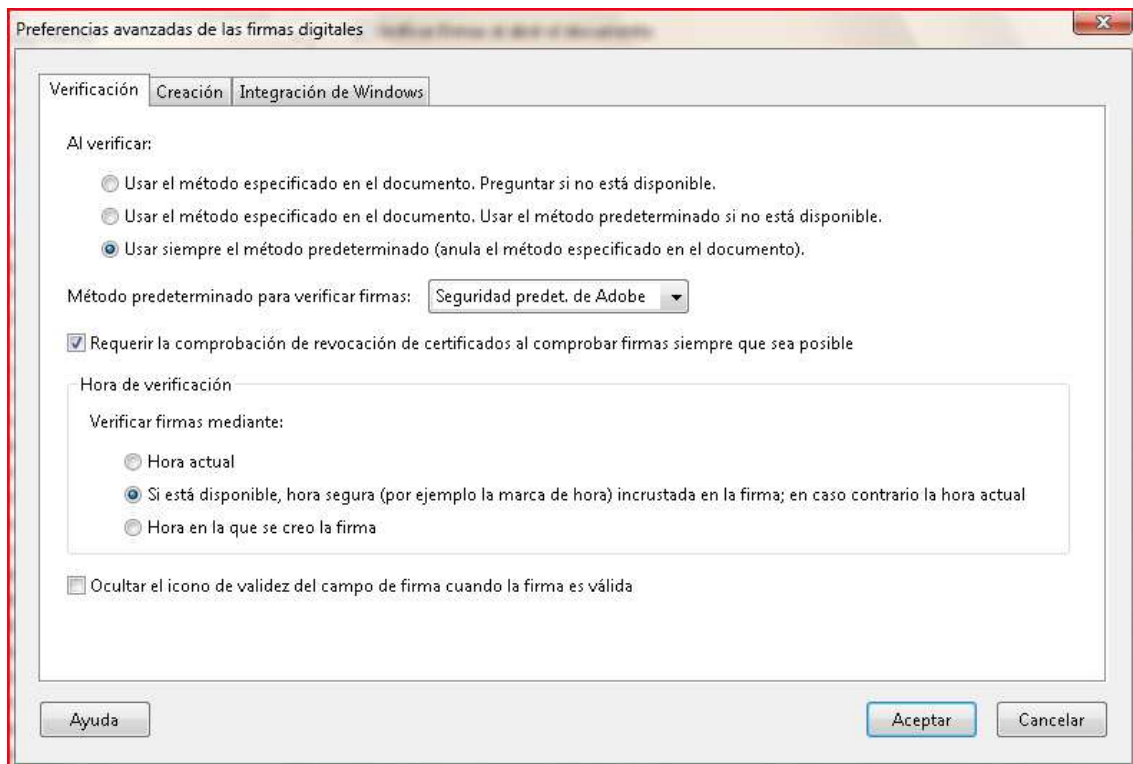 Preferencias avanzadas de las firmas digitales
Verificación Creación Integración de Windows
Al verificar:
Usar el método especificado en el documento. Preguntar si no está disponible.
Usar el método especificado en el documento. Usar el método predeterminado si no está disponible.
Usar siempre el método predeterminado (anula el método especificado en el documento).
Método predeterminado para verificar firmas: Seguridad predet. de Adobe
Requerir la comprobación de revocación de certificados al comprobar firmas siempre que sea posible
Hora de verificación
Verificar firmas mediante:
Hora actual
Si está disponible, hora segura (por ejemplo la marca de hora) incrustada en la firma; en caso contrario la hora actual
Hora en la que se creo la firma
Ocultar el icono de validez del campo de firma cuando la firma es válida
Ayuda Aceptar Cancelar